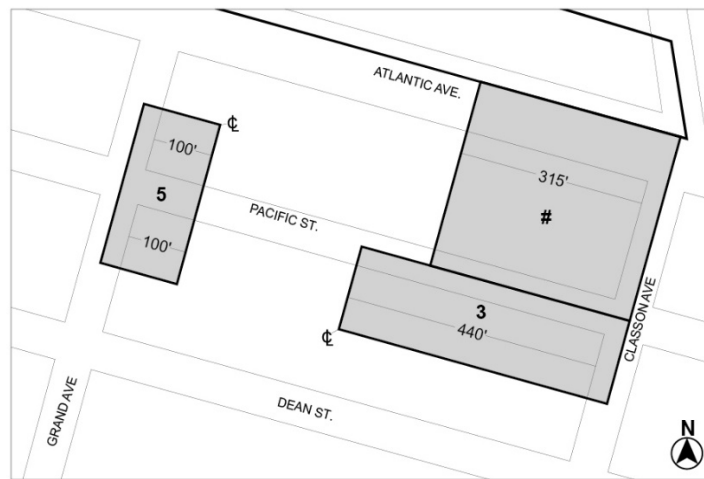 ATLANTIC AVE.
℄
100'
315'
5
PACIFIC ST.
#
100'
3
440'
℄
CLASSON AVE
DEAN ST.
GRAND AVE
N